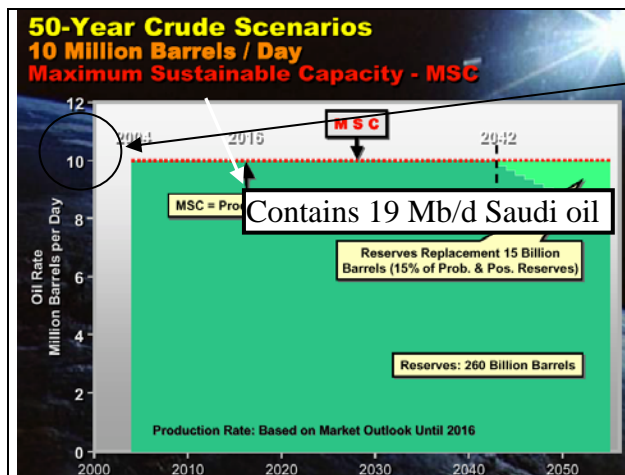 50-Year Crude Scenarios
10 Million Barrels / Day
Maximum Sustainable Capacity - MSC
12
2004
2016
M S C
2042
10
MSC =
Contains 19 Mb/d Saudi oil
8
Reserves Replacement 15 Billion
Barrels (15% of Prob. & Pos. Reserves)
6
Oil Rate
Million Barrels per Day
4
Reserves: 260 Billion Barrels
2
Production Rate: Based on Market Outlook Until 2016
0
2000
2010
2020
2030
2040
2050